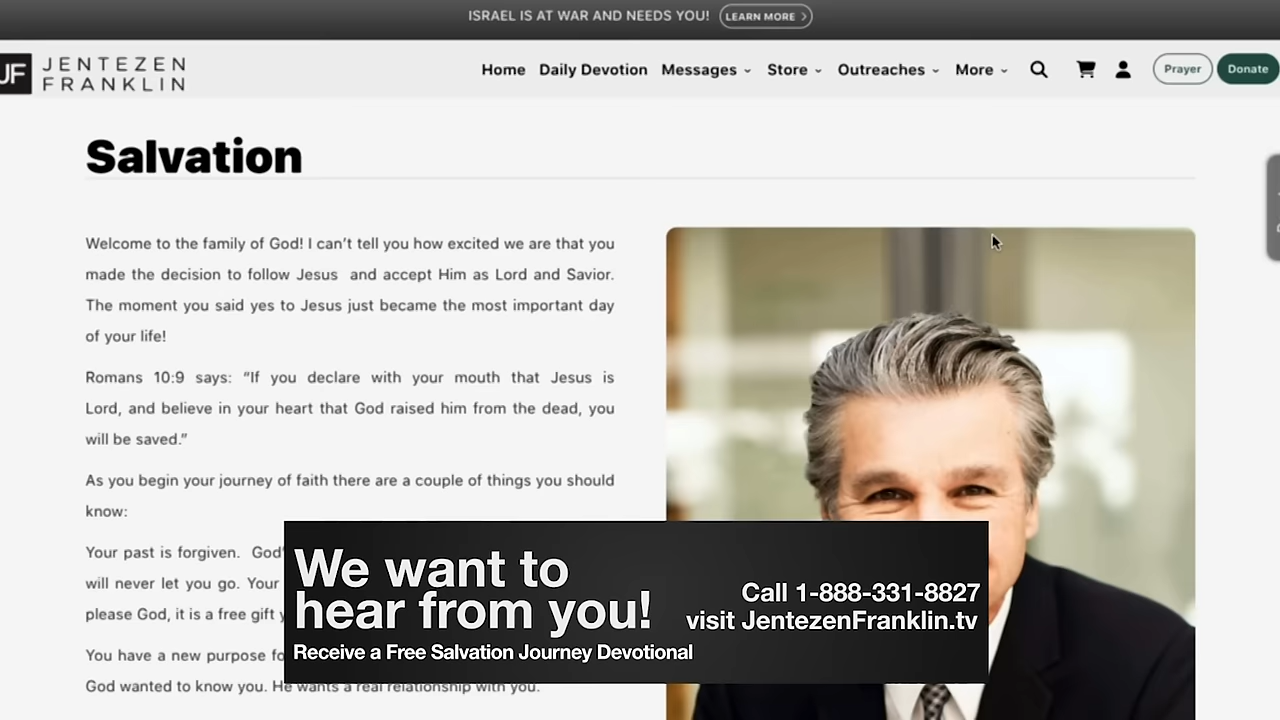 ISRAEL IS AT WAR AND NEEDS YOU! LEARN MORE
JF JENTEZEN FRANKLIN
Home Daily Devotion Messages Store Outreaches More Prayer Donate
Salvation
Welcome to the family of God! I can't tell you how excited we are that you
made the decision to follow Jesus and accept Him as Lord and Savior.
The moment you said yes to Jesus just became the most important day
of your life!
Romans 10:9 says: “If you declare with your mouth that Jesus is
Lord, and believe in your heart that God raised him from the dead, you
will be saved.”
As you begin your journey of faith there are a couple of things you should
know:
Your past is forgiven. God'
will never let you go. Your
please God, it is a free gift
You have a new purpose
God wanted to know you. He wants a real relationship with you.
We want to
hear from you!
Receive a Free Salvation Journey Devotional
Call 1-888-331-8827
visit JentezenFranklin.tv